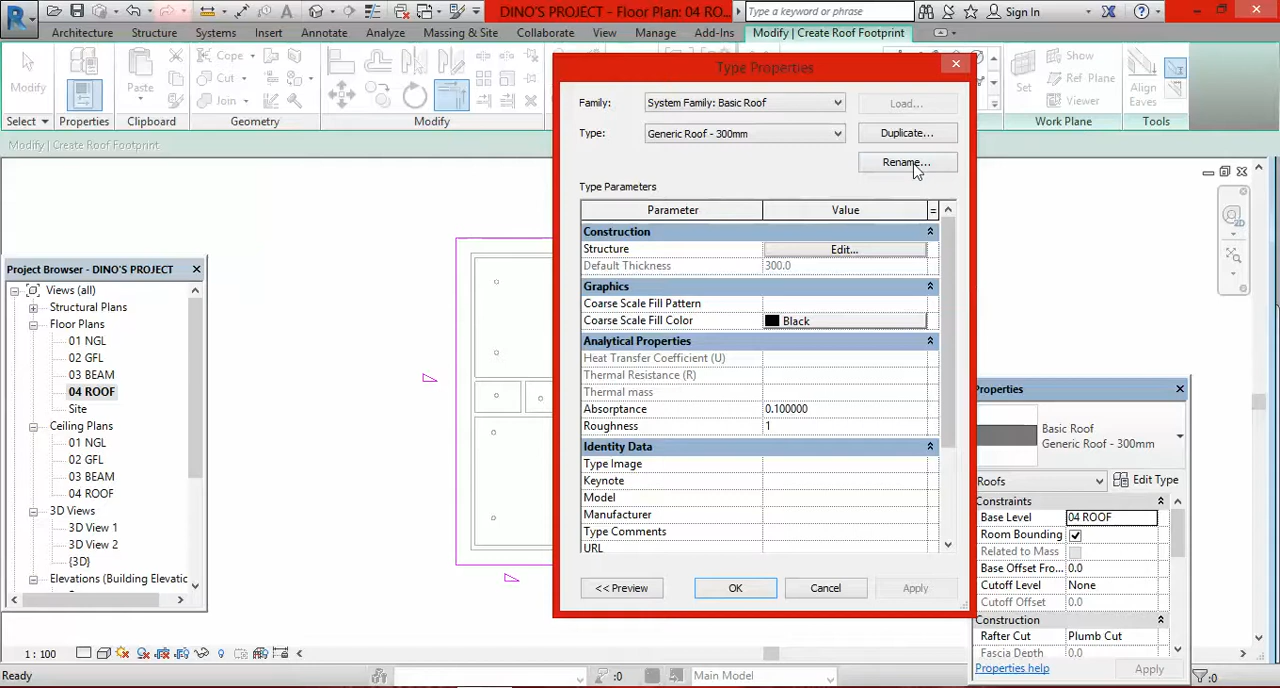 DINO'S PROJECT - Floor Plan: 04 RO...
Type a keyword or phrase
Sign In
Architecture
Structure
Systems
Insert
Annotate
Analyze
Massing & Site
Collaborate
View
Manage
Add-Ins
Modify | Create Roof Footprint
Modify
Select
Properties
Paste
Clipboard
Cope
Cut
Join
Geometry
Modify
Set
Show
Ref Plane
Viewer
Work Plane
Align
Eaves
Tools
Modify | Create Roof Footprint
Type Properties
Family:
System Family: Basic Roof
Load...
Type:
Generic Roof - 300mm
Duplicate...
Rename...
Type Parameters
Parameter
Value
=
Construction
Structure
Edit...
Default Thickness
300.0
Graphics
Coarse Scale Fill Pattern
Coarse Scale Fill Color
Black
Analytical Properties
Heat Transfer Coefficient (U)
Thermal Resistance (R)
Thermal mass
Absorptance
0.100000
Roughness
1
Identity Data
Type Image
Keynote
Model
Manufacturer
Type Comments
URL
<< Preview
OK
Cancel
Apply
Project Browser - DINO'S PROJECT
Views (all)
Structural Plans
Floor Plans
01 NGL
02 GFL
03 BEAM
04 ROOF
Site
Ceiling Plans
01 NGL
02 GFL
03 BEAM
04 ROOF
3D Views
3D View 1
3D View 2
{3D}
Elevations (Building Elevatic
Properties
Basic Roof
Generic Roof - 300mm
Roofs
Edit Type
Constraints
Base Level
04 ROOF
Room Bounding
Related to Mass
Base Offset Fro...
0.0
Cutoff Level
None
Cutoff Offset
0.0
Construction
Rafter Cut
Plumb Cut
Fascia Depth
0.0
Properties help
Apply
1 : 100
Ready
:0
Main Model
:0